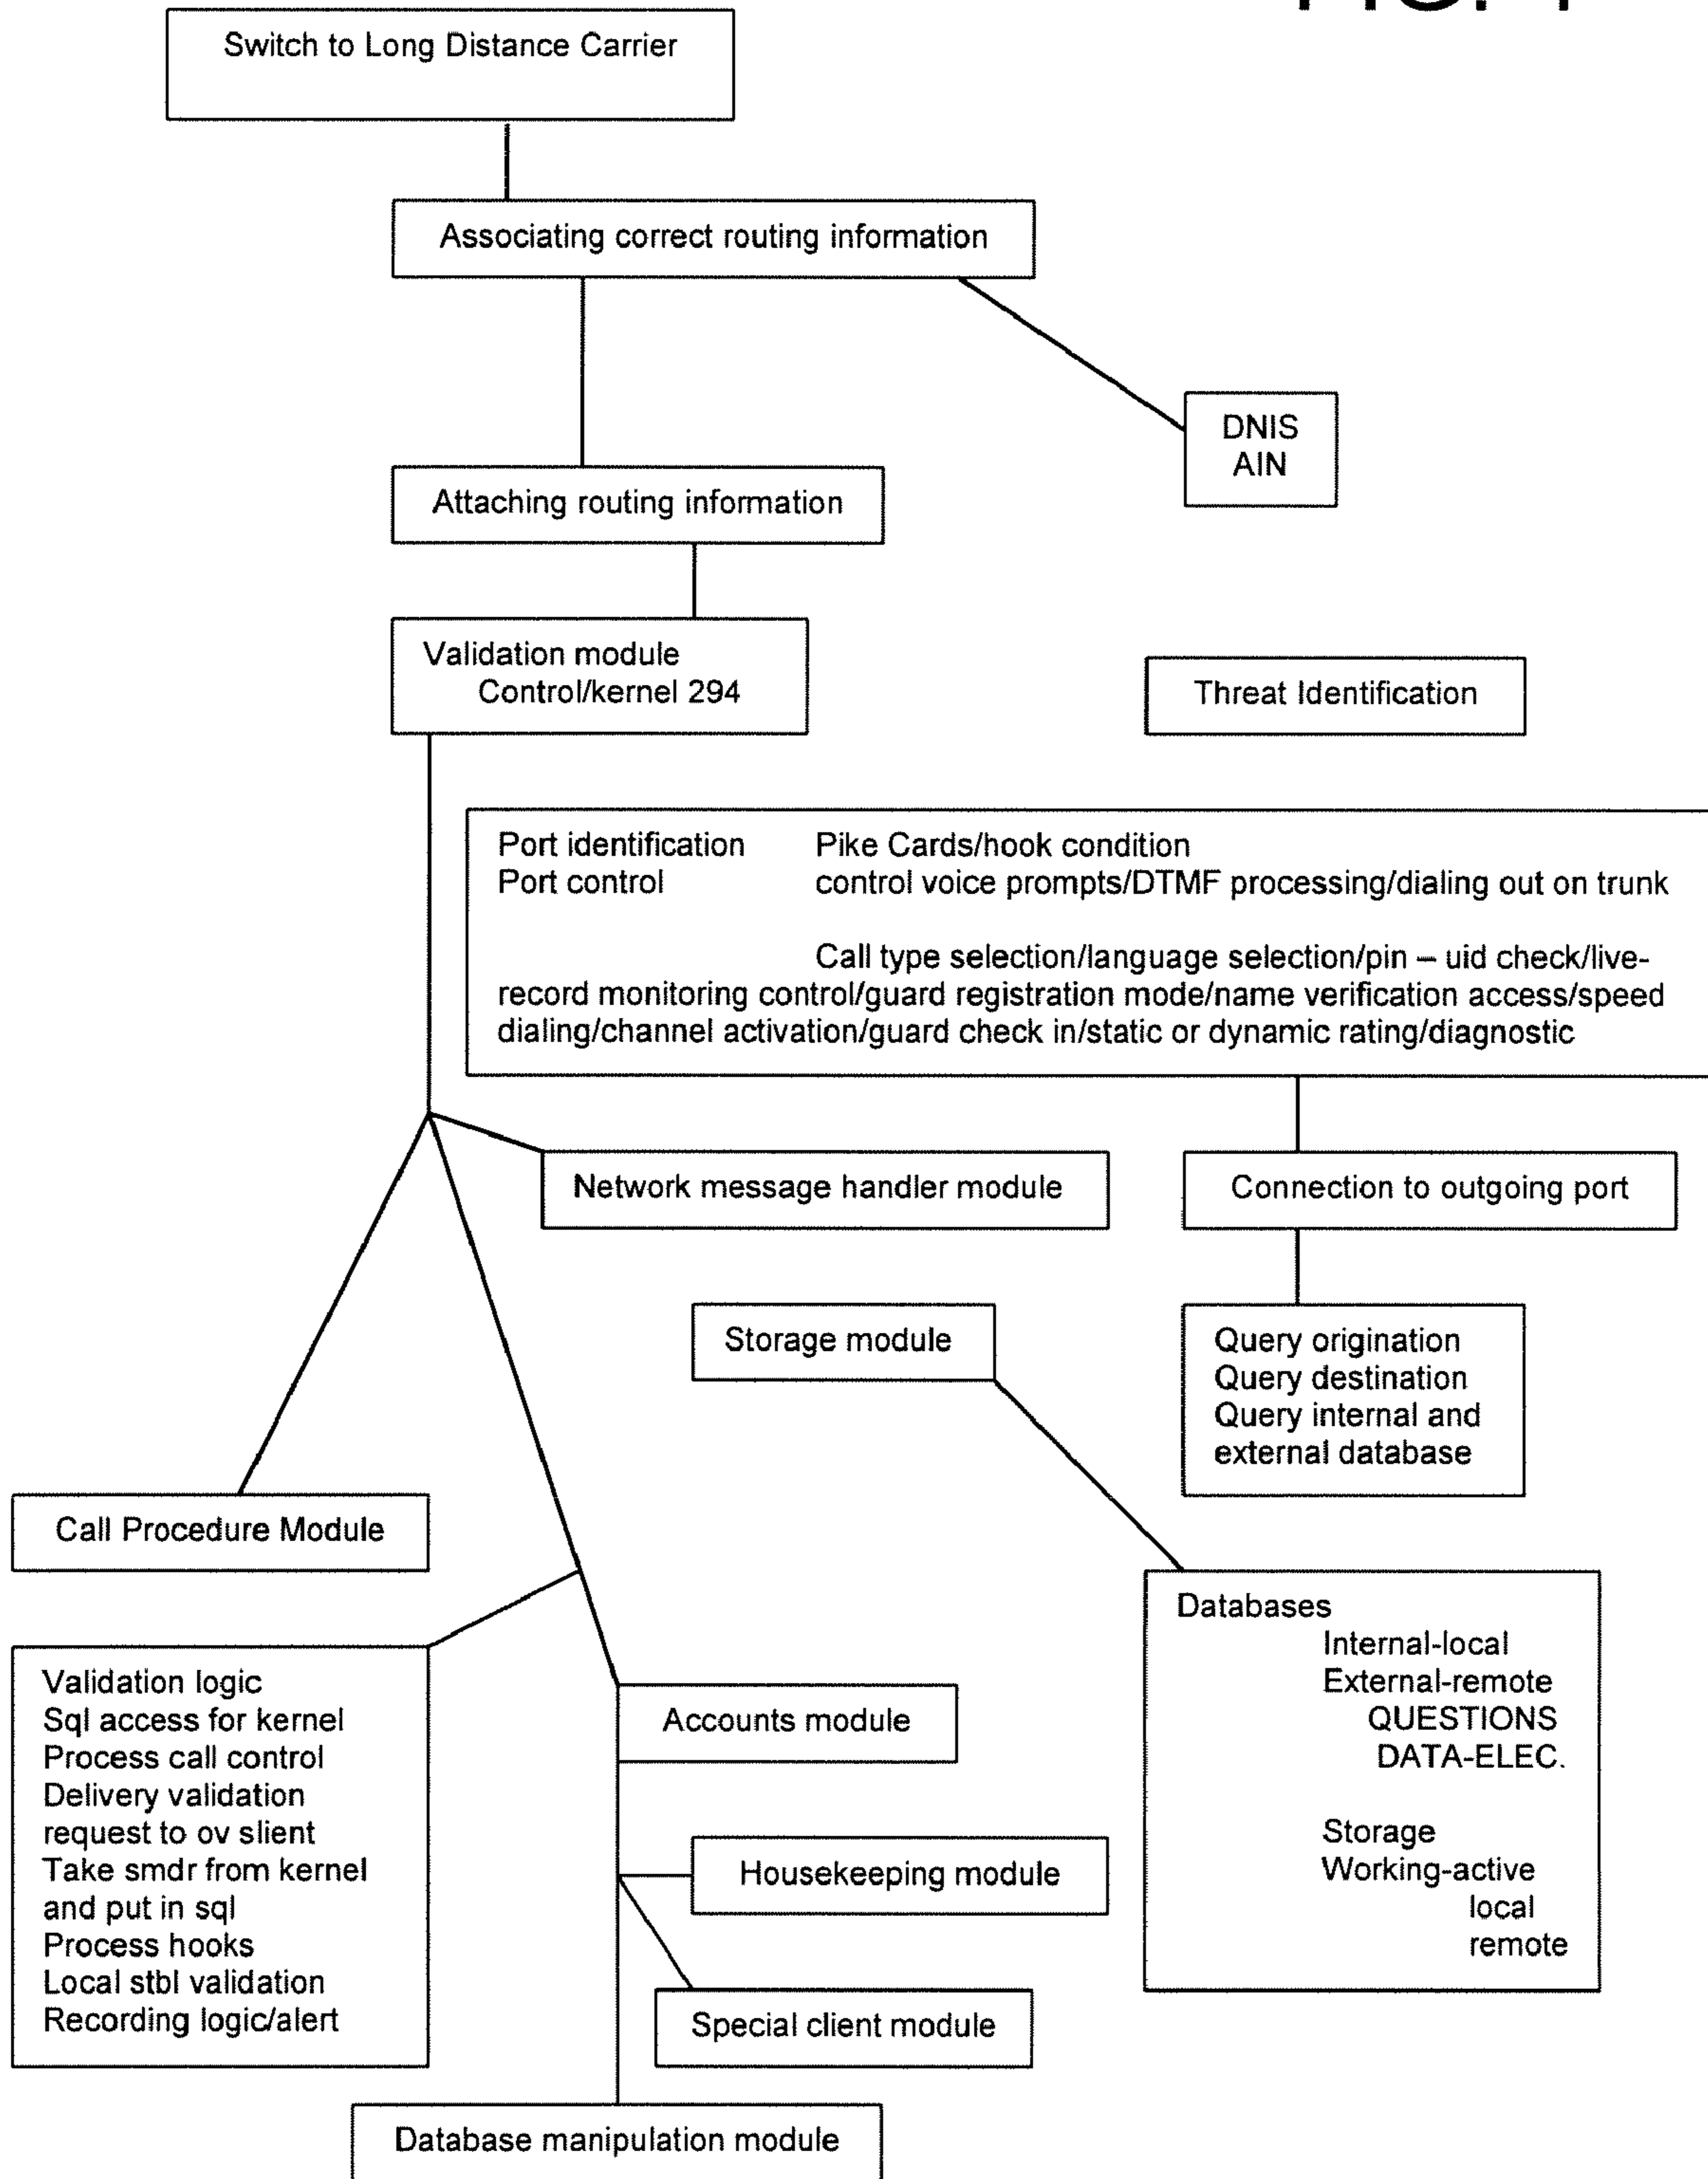 Switch to Long Distance Carrier
Associating correct routing information
DNIS
AIN
Attaching routing information
Validation module
Control/kernel 294
Threat Identification
Port identification Pike Cards/hook condition
Port control control voice prompts/DTMF processing/dialing out on trunk
Call type selection/language selection/pin – uid check/live-
record monitoring control/guard registration mode/name verification access/speed
dialing/channel activation/guard check in/static or dynamic rating/diagnostic
Network message handler module
Connection to outgoing port
Storage module
Query origination
Query destination
Query internal and
external database
Call Procedure Module
Databases
Internal-local
External-remote
QUESTIONS
DATA-ELEC.
Storage
Working-active
local
remote
Validation logic
Sql access for kernel
Process call control
Delivery validation
request to ov slient
Take smdr from kernel
and put in sql
Process hooks
Local stbl validation
Recording logic/alert
Accounts module
Housekeeping module
Special client module
Database manipulation module